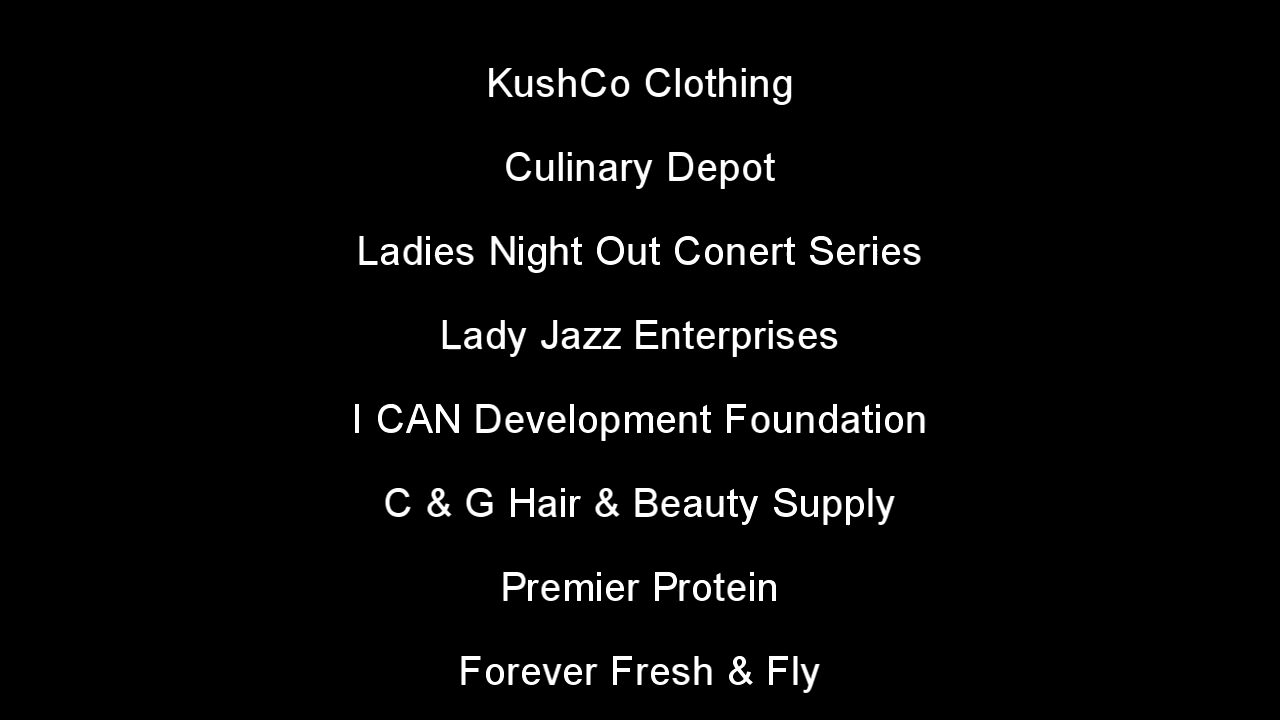 KushCo Clothing
Culinary Depot
Ladies Night Out Conert Series
Lady Jazz Enterprises
I CAN Development Foundation
C & G Hair & Beauty Supply
Premier Protein
Forever Fresh & Fly